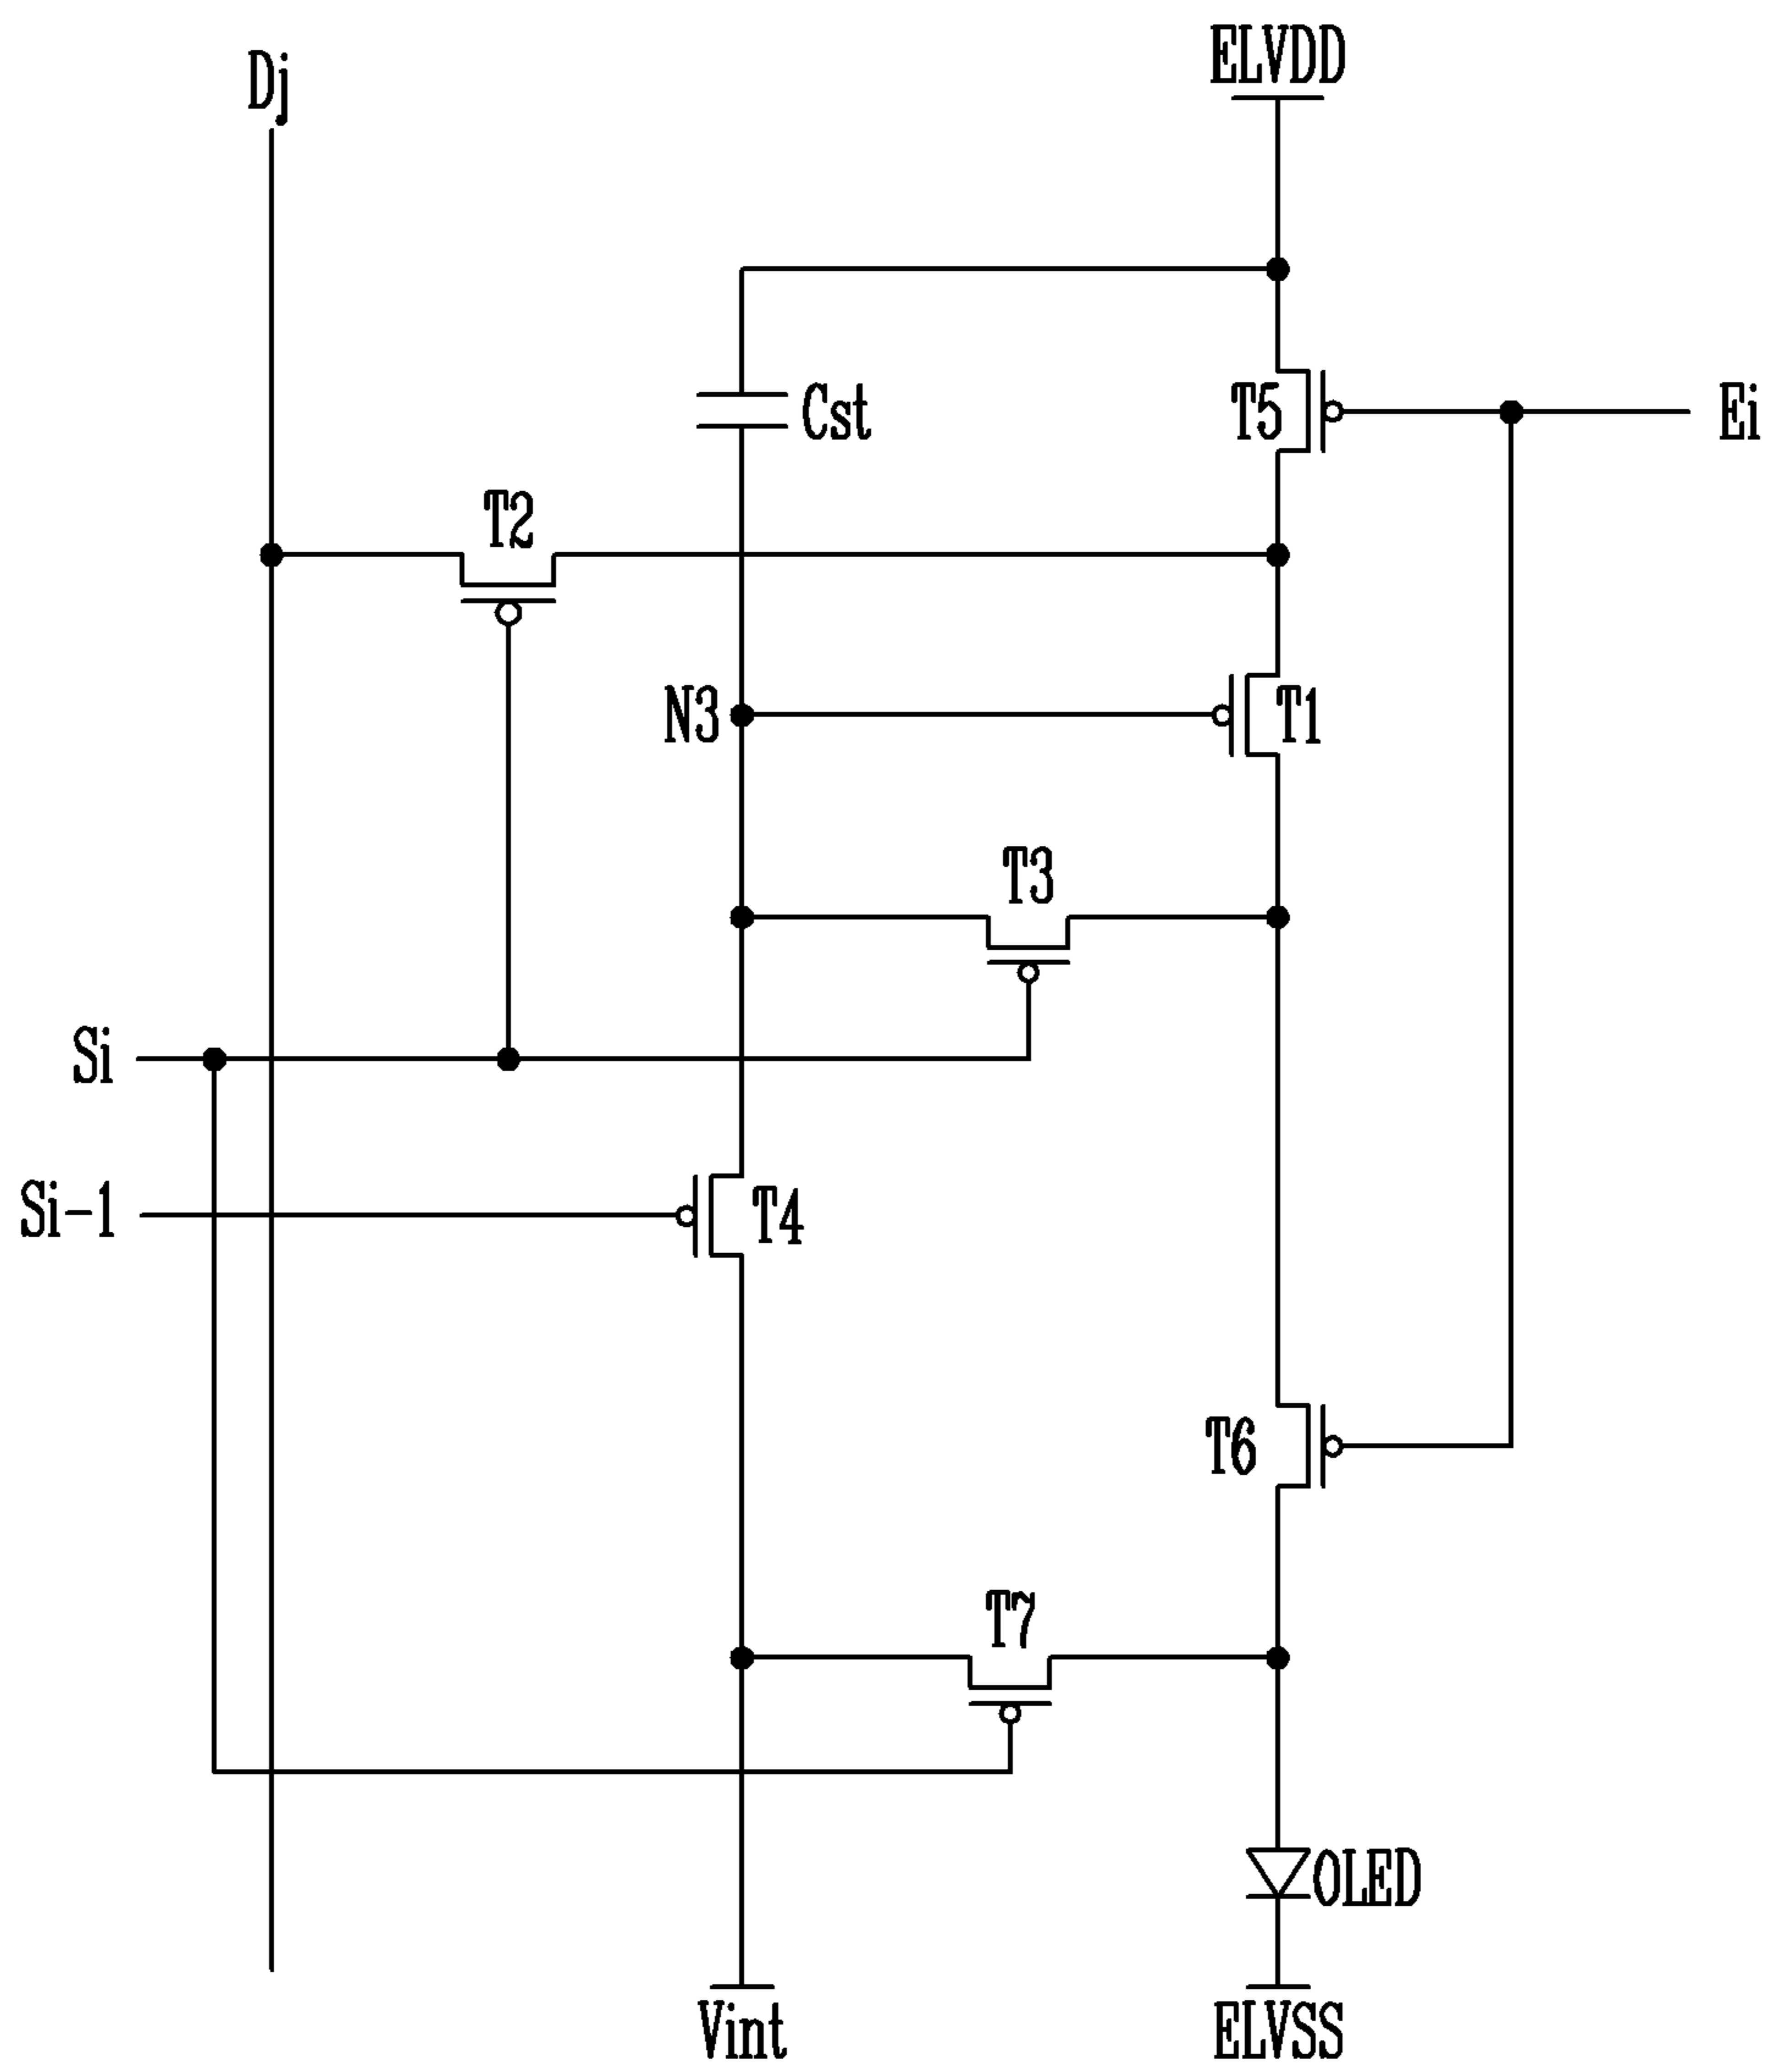 ELVDD
Dj
Cst
T5
Ei
T2
N3
T1
T3
Si
Si-1
T4
T6
T7
OLED
Vint
ELVSS